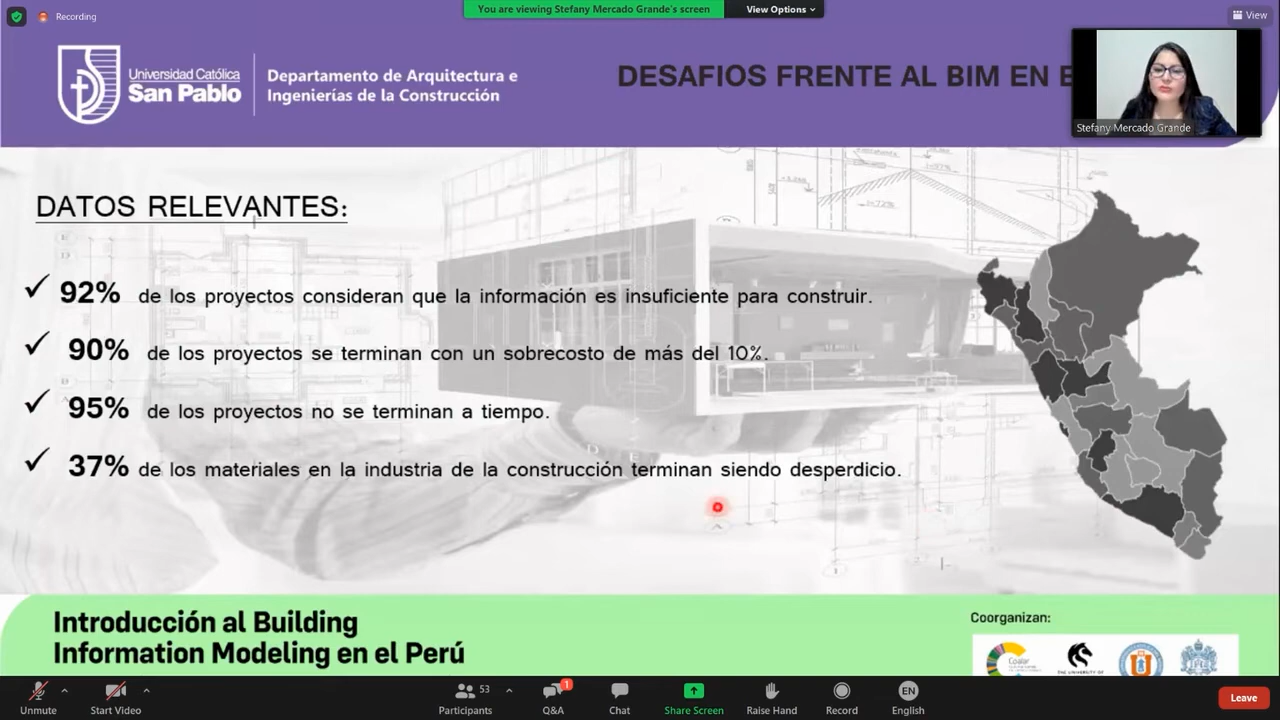 Recording
You are viewing Stefany Mercado Grande's screen
View Options
View
Universidad Católica
San Pablo
Departamento de Arquitectura e
Ingenierías de la Construcción
DESAFIOS FRENTE AL BIM EN
Stefany Mercado Grande
DATOS RELEVANTES:
92% de los proyectos consideran que la información es insuficiente para construir.
90% de los proyectos se terminan con un sobrecosto de más del 10%.
95% de los proyectos no se terminan a tiempo.
37% de los materiales en la industria de la construcción terminan siendo desperdicio.
Introducción al Building
Information Modeling en el Perú
Coorganizan:
Unmute
Start Video
53
Participants
1
Q&A
Chat
Share Screen
Raise Hand
Record
EN
English
Leave